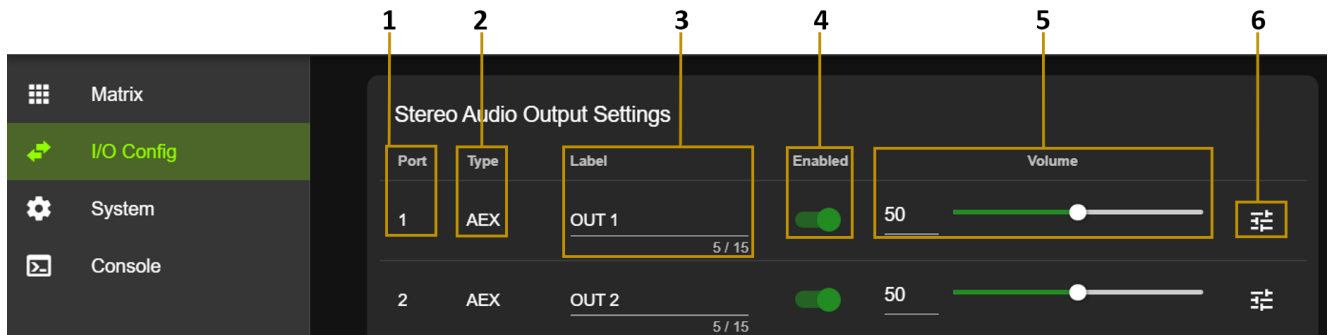 1 2 3 4 5 6
Matrix
I/O Config
System
Console
Stereo Audio Output Settings
Port Type Label Enabled Volume
1 AEX OUT 1 50
5 / 15
2 AEX OUT 2 50
5 / 15